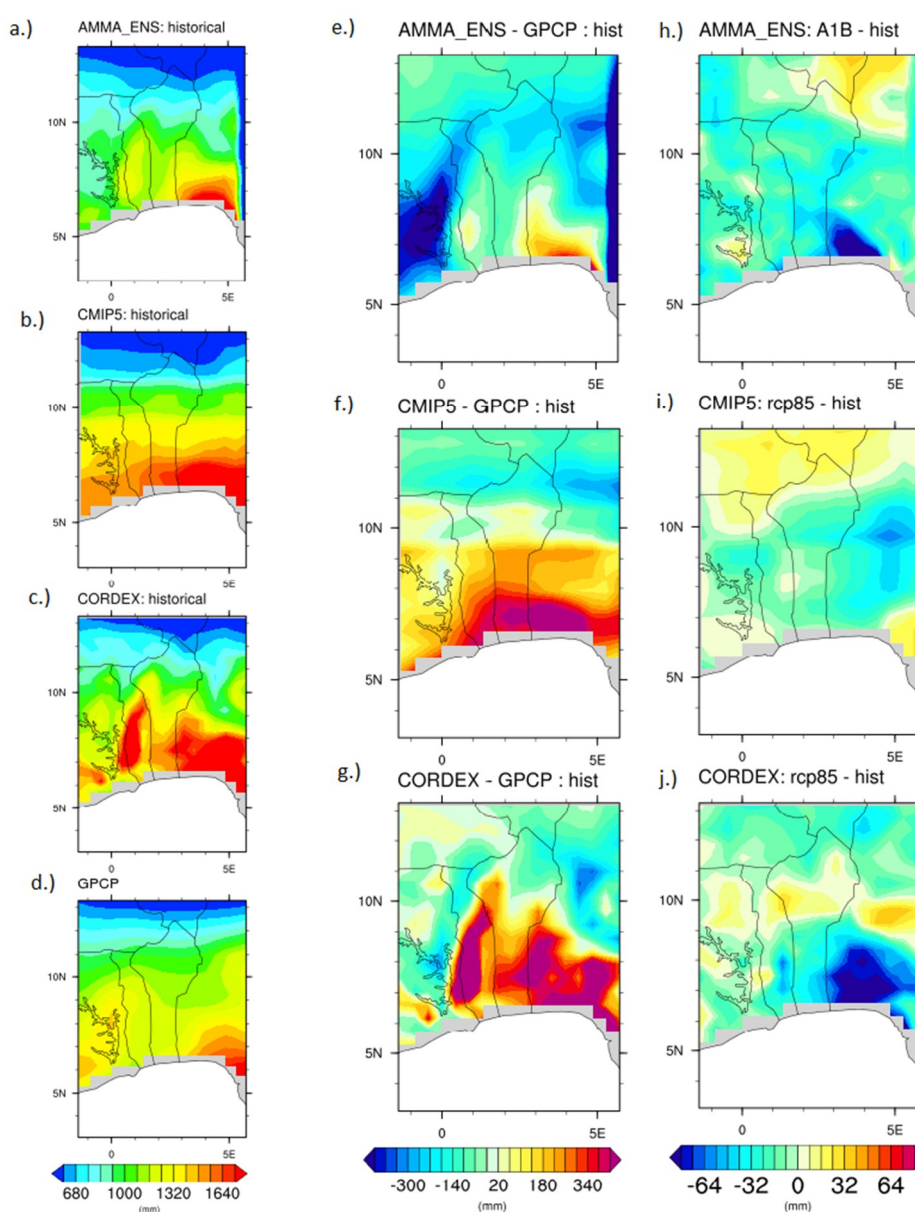 a.)
AMMA_ENS: historical
10N
5N
0
5E
b.)
CMIP5: historical
10N
5N
0
5E
c.)
CORDEX: historical
10N
5N
0
5E
d.)
GPCP
10N
5N
0
5E
680 1000 1320 1640
(mm)
e.)
AMMA_ENS - GPCP : hist
10N
5N
0
5E
f.)
CMIP5 - GPCP : hist
10N
5N
0
5E
g.)
CORDEX - GPCP : hist
10N
5N
0
5E
-300 -140 20 180 340
(mm)
h.)
AMMA_ENS: A1B - hist
10N
5N
0
5E
i.)
CMIP5: rcp85 - hist
10N
5N
0
5E
j.)
CORDEX: rcp85 - hist
10N
5N
0
5E
-64 -32 0 32 64
(mm)